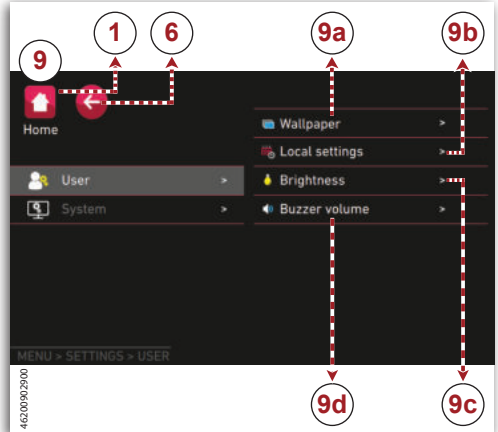 1 6 9a 9b
9
Home
Wallpaper >
Local settings >
User > Brightness >
System > Buzzer volume >
MENU > SETTINGS > USER
46200902900
9d 9c